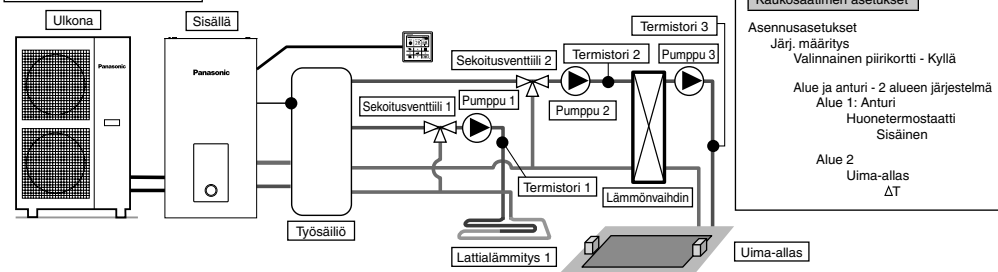 Ulkona
Sisällä
Panasonic
Panasonic
Työsäiliö
Sekoitusventtiili 1
Pumppu 1
Termistori 1
Lattialämmitys 1
Sekoitusventtiili 2
Termistori 2
Pumppu 2
Termistori 3
Pumppu 3
Lämmönvaihdin
Uima-allas
Kaukosäätimen asetukset
Asennusasetukset
Järj. määritys
Valinnainen piirikortti - Kyllä
Alue ja anturi - 2 alueen järjestelmä
Alue 1: Anturi
Huonetermostaatti
Sisäinen
Alue 2
Uima-allas
ΔT